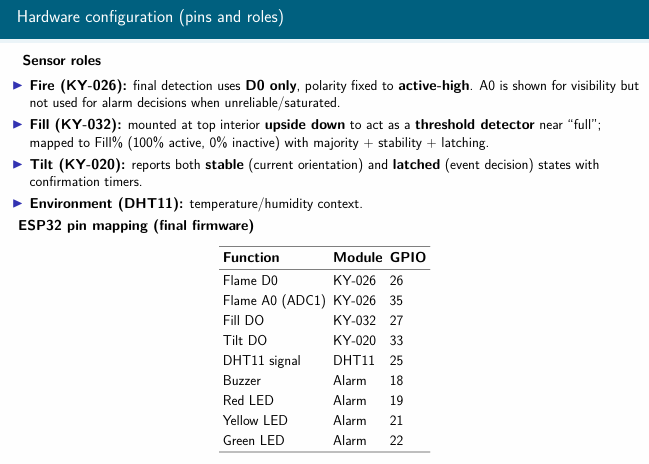 Hardware configuration (pins and roles)
Sensor roles
▶ Fire (KY-026): final detection uses D0 only, polarity fixed to active-high. A0 is shown for visibility but
not used for alarm decisions when unreliable/saturated.
▶ Fill (KY-032): mounted at top interior upside down to act as a threshold detector near “full”;
mapped to Fill% (100% active, 0% inactive) with majority + stability + latching.
▶ Tilt (KY-020): reports both stable (current orientation) and latched (event decision) states with
confirmation timers.
▶ Environment (DHT11): temperature/humidity context.
ESP32 pin mapping (final firmware)
Function Module GPIO
Flame D0 KY-026 26
Flame A0 (ADC1) KY-026 35
Fill DO KY-032 27
Tilt DO KY-020 33
DHT11 signal DHT11 25
Buzzer Alarm 18
Red LED Alarm 19
Yellow LED Alarm 21
Green LED Alarm 22